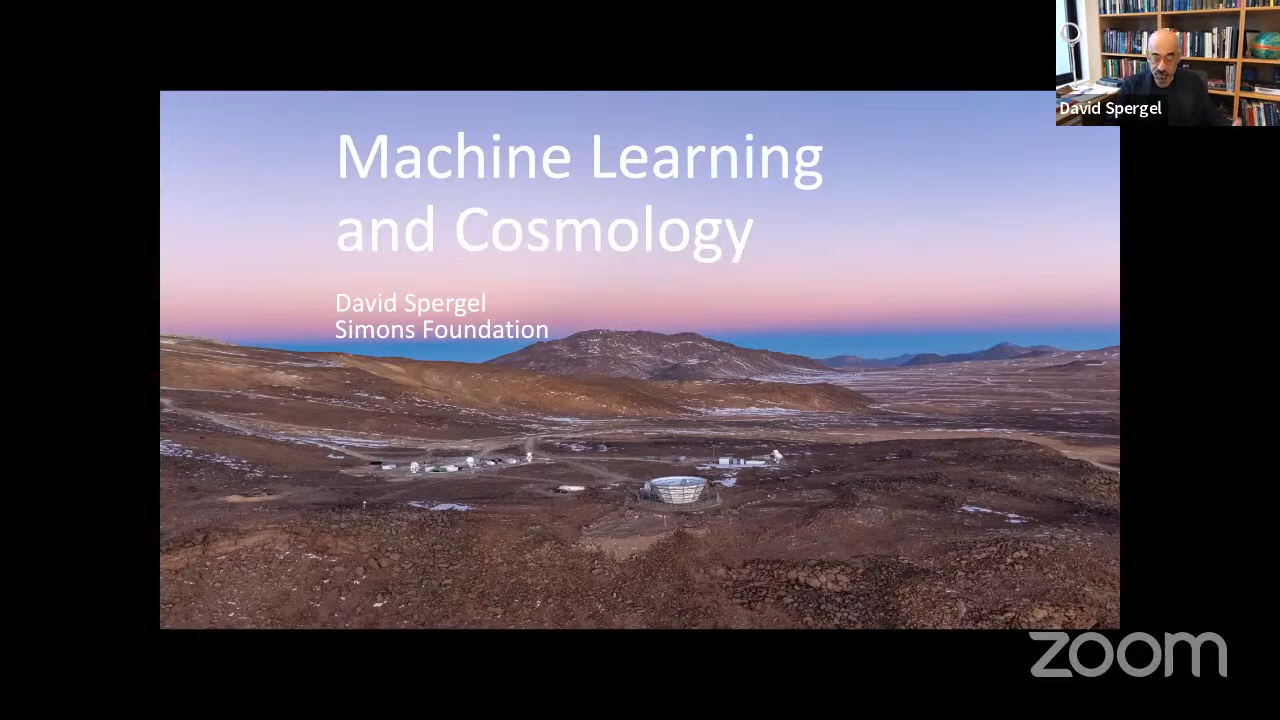 Machine Learning
and Cosmology
David Spergel
Simons Foundation
David Spergel
zoom